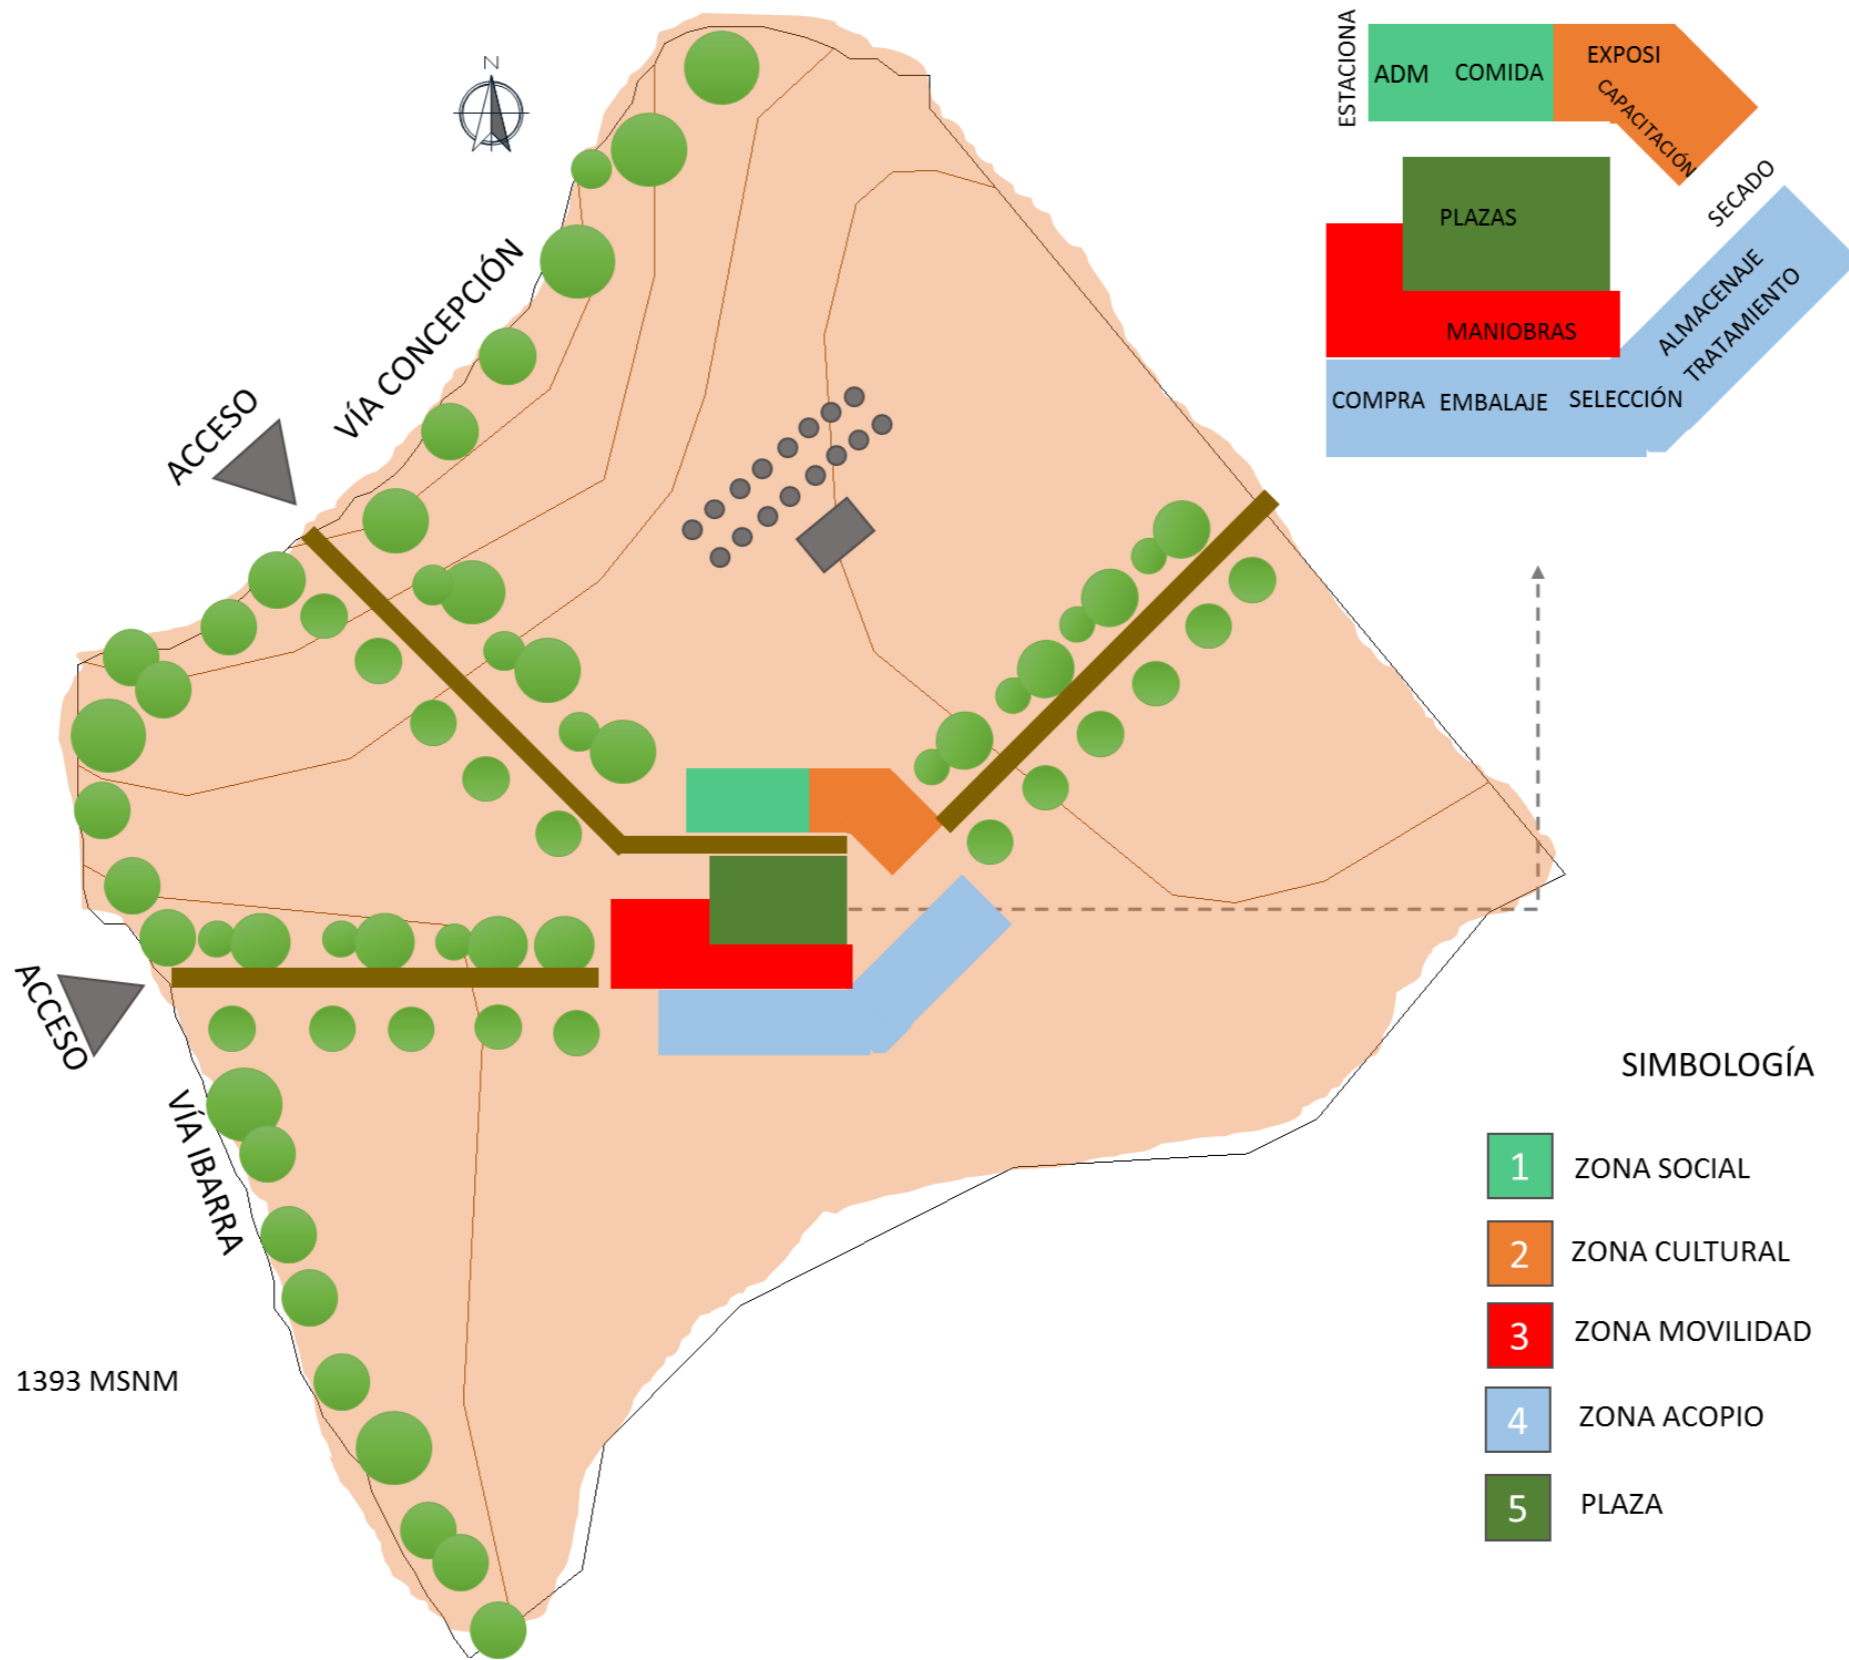 N
ESTACIONA
ADM
COMIDA
EXPOSI
CAPACITACIÓN
SECADO
PLAZAS
MANIOBRAS
ALMACENAJE
TRATAMIENTO
COMPRA
EMBALAJE
SELECCIÓN
VÍA CONCEPCIÓN
ACCESO
ACCESO
VÍA IBARRA
1393 MSNM
SIMBOLOGÍA
1 ZONA SOCIAL
2 ZONA CULTURAL
3 ZONA MOVILIDAD
4 ZONA ACOPIO
5 PLAZA